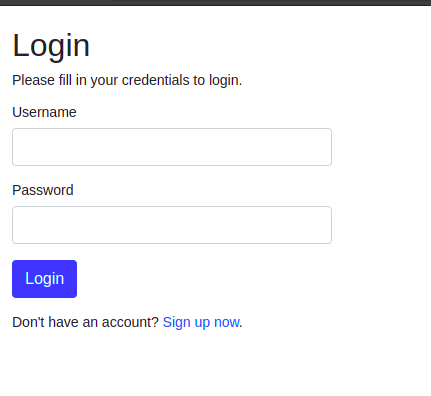 Login
Please fill in your credentials to login.
Username
Password
Login
Don't have an account? Sign up now.